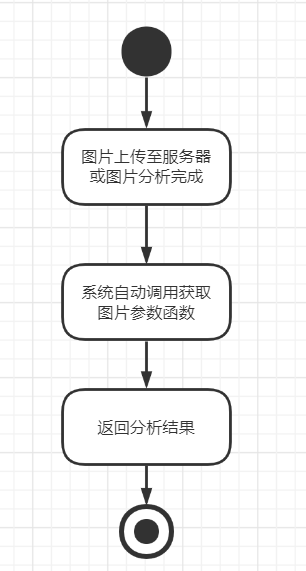 图片上传至服务器
或图片分析完成
系统自动调用获取
图片参数函数
返回分析结果